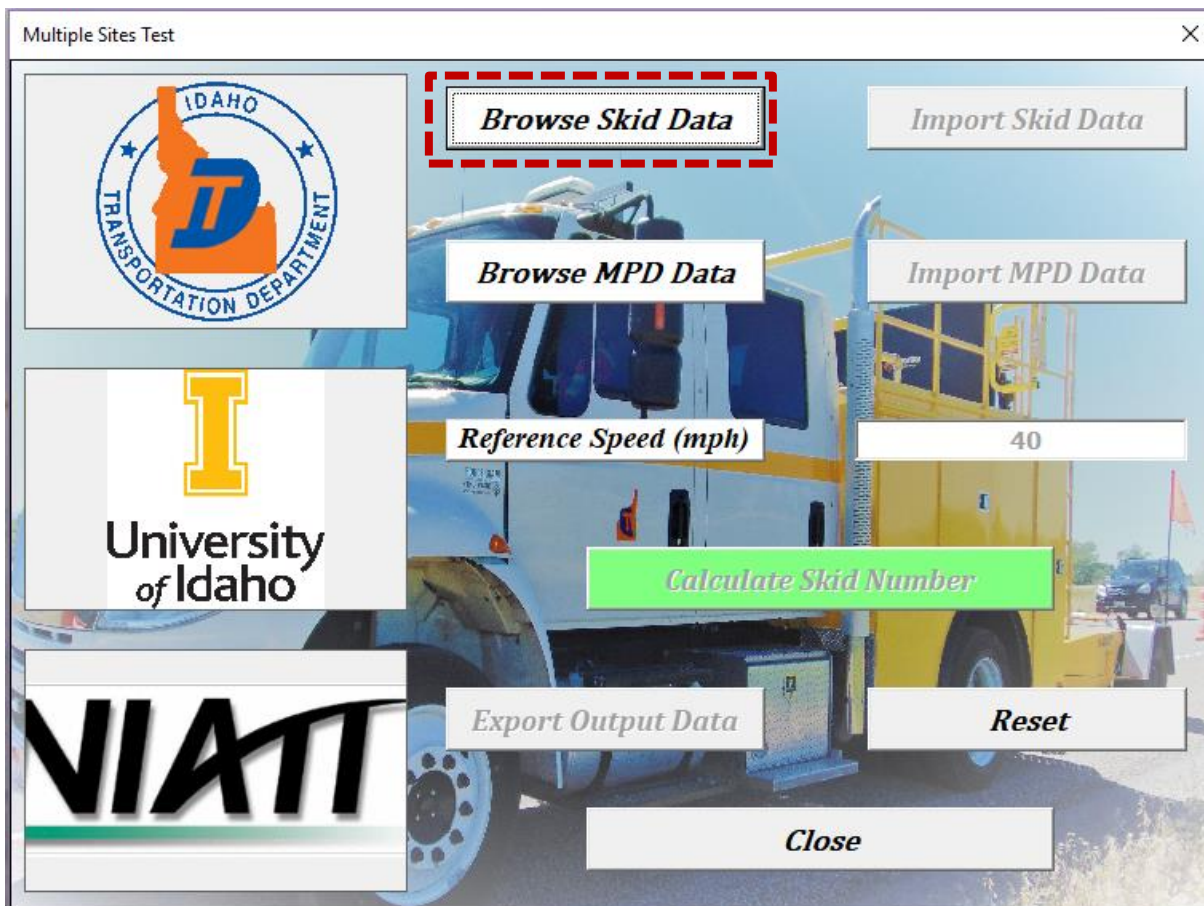 Multiple Sites Test
IDAHO
TRANSPORTATION DEPARTMENT
DT
Browse Skid Data
Import Skid Data
Browse MPD Data
Import MPD Data
University
of Idaho
Reference Speed (mph)
40
Calculate Skid Number
NIATT
Export Output Data
Reset
Close